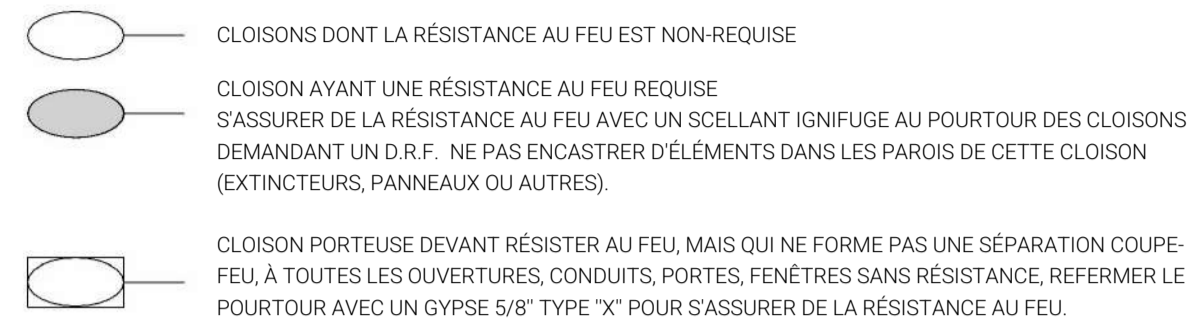 CLOISONS DONT LA RÉSISTANCE AU FEU EST NON-REQUISE
CLOISON AYANT UNE RÉSISTANCE AU FEU REQUISE
S'ASSURER DE LA RÉSISTANCE AU FEU AVEC UN SCELLANT IGNIFUGE AU POURTOUR DES CLOISONS
DEMANDANT UN D.R.F. NE PAS ENCASTRER D'ÉLÉMENTS DANS LES PAROIS DE CETTE CLOISON
(EXTINCTEURS, PANNEAUX OU AUTRES).
CLOISON PORTEUSE DEVANT RÉSISTER AU FEU, MAIS QUI NE FORME PAS UNE SÉPARATION COUPE-
FEU, À TOUTES LES OUVERTURES, CONDUITS, PORTES, FENÊTRES SANS RÉSISTANCE, REFERMER LE
POURTOUR AVEC UN GYPSE 5/8" TYPE "X" POUR S'ASSURER DE LA RÉSISTANCE AU FEU.